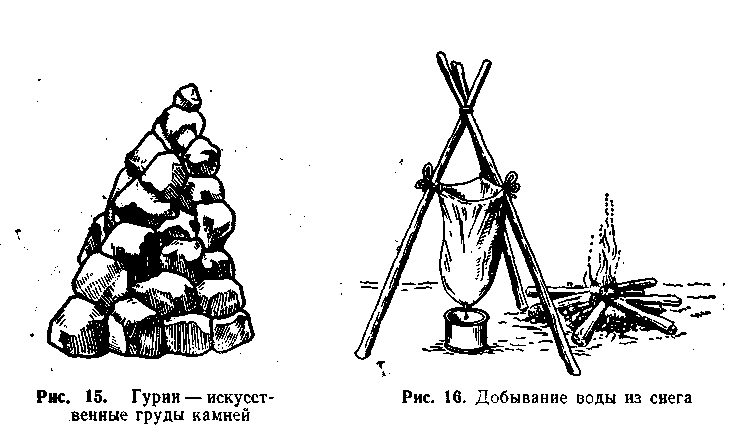 Рис. 15. Гурии — искусст-
венные груды камней
Рис. 16. Добывание воды из снега